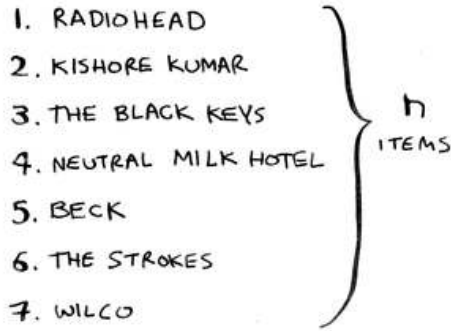 1. RADIOHEAD
2. KISHORE KUMAR
3. THE BLACK KEYS
4. NEUTRAL MILK HOTEL
5. BECK
6. THE STROKES
7. WILCO
n
ITEMS